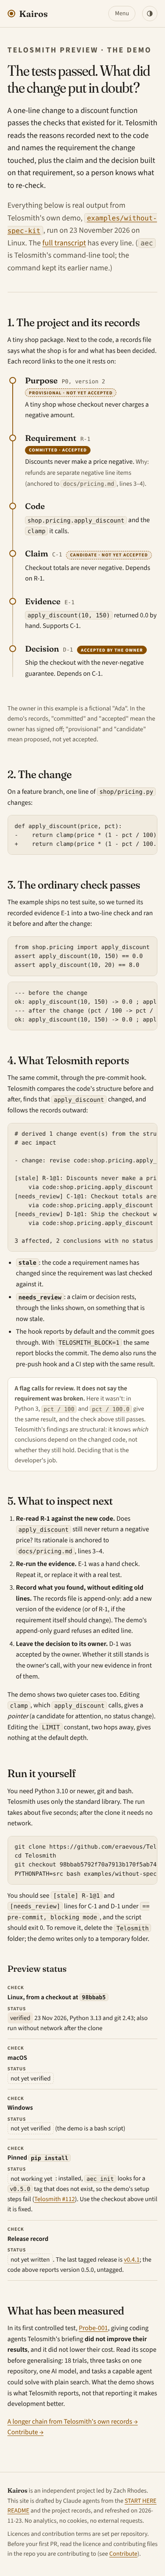 Kairos
Menu
TELOSMITH PREVIEW · THE DEMO
The tests passed. What did
the change put in doubt?
A one-line change to a discount function
passes the checks that existed for it. Telosmith
reads the reasons recorded next to the code
and names the requirement the change
touched, plus the claim and the decision built
on that requirement, so a person knows what
to re-check.
Everything below is real output from
Telosmith's own demo, examples/without-
spec-kit, run on 23 November 2026 on
Linux. The full transcript has every line. ( aec
is Telosmith's command-line tool; the
command kept its earlier name.)
1. The project and its records
A tiny shop package. Next to the code, a record file
says what the shop is for and what has been decided.
Each record links to the one it rests on:
Purpose P0, version 2
PROVISIONAL · NOT YET ACCEPTED
A tiny shop whose checkout never charges a
negative amount.
Requirement R-1
COMMITTED · ACCEPTED
Discounts never make a price negative. Why:
refunds are separate negative line items
(anchored to docs/pricing.md, lines 3–4).
Code
shop.pricing.apply_discount and the
clamp it calls.
Claim C-1 CANDIDATE · NOT YET ACCEPTED
Checkout totals are never negative. Depends
on R-1.
Evidence E-1
apply_discount(10, 150) returned 0.0 by
hand. Supports C-1.
Decision D-1 ACCEPTED BY THE OWNER
Ship the checkout with the never-negative
guarantee. Depends on C-1.
The owner in this example is a fictional "Ada". In the
demo's records, "committed" and "accepted" mean the
owner has signed off; "provisional" and "candidate"
mean proposed, not yet accepted.
2. The change
On a feature branch, one line of shop/pricing.py
changes:
def apply_discount(price, pct):
- return clamp(price * (1 - pct / 100)
+ return clamp(price * (1 - pct / 100.
3. The ordinary check passes
The example ships no test suite, so we turned its
recorded evidence E-1 into a two-line check and ran
it before and after the change:
from shop.pricing import apply_discount
assert apply_discount(10, 150) == 0.0
assert apply_discount(10, 20) == 8.0
--- before the change
ok: apply_discount(10, 150) -> 0.0 ; appl
--- after the change (pct / 100 -> pct /
ok: apply_discount(10, 150) -> 0.0 ; appl
4. What Telosmith reports
The same commit, through the pre-commit hook.
Telosmith compares the code's structure before and
after, finds that apply_discount changed, and
follows the records outward:
# derived 1 change event(s) from the stru
# aec impact
- change: revise code:shop.pricing.apply_
[stale] R-1@1: Discounts never make a pri
via code:shop.pricing.apply_discount
[needs_review] C-1@1: Checkout totals are
via code:shop.pricing.apply_discount
[needs_review] D-1@1: Ship the checkout w
via code:shop.pricing.apply_discount
3 affected, 2 conclusions with no status
stale: the code a requirement names has
changed since the requirement was last checked
against it.
needs_review: a claim or decision rests,
through the links shown, on something that is
now stale.
The hook reports by default and the commit goes
through. With TELOSMITH_BLOCK=1 the same
report blocks the commit. The demo also runs the
pre-push hook and a CI step with the same result.
A flag calls for review. It does not say the
requirement was broken. Here it wasn't: in
Python 3, pct / 100 and pct / 100.0 give
the same result, and the check above still passes.
Telosmith's findings are structural: it knows which
conclusions depend on the changed code, not
whether they still hold. Deciding that is the
developer's job.
5. What to inspect next
1. Re-read R-1 against the new code. Does
apply_discount still never return a negative
price? Its rationale is anchored to
docs/pricing.md, lines 3–4.
2. Re-run the evidence. E-1 was a hand check.
Repeat it, or replace it with a real test.
3. Record what you found, without editing old
lines. The records file is append-only: add a new
version of the evidence (or of R-1, if the
requirement itself should change). The demo's
append-only guard refuses an edited line.
4. Leave the decision to its owner. D-1 was
accepted by the owner. Whether it still stands is
the owner's call, with your new evidence in front
of them.
The demo shows two quieter cases too. Editing
clamp, which apply_discount calls, gives a
pointer (a candidate for attention, no status change).
Editing the LIMIT constant, two hops away, gives
nothing at the default depth.
Run it yourself
You need Python 3.10 or newer, git and bash.
Telosmith uses only the standard library. The run
takes about five seconds; after the clone it needs no
network.
git clone https://github.com/eraevous/Tel
cd Telosmith
git checkout 98bbab5792f70a7913b170f5ab74
PYTHONPATH=src bash examples/without-spec
You should see [stale] R-1@1 and
[needs_review] lines for C-1 and D-1 under ==
pre-commit, blocking mode, and the script
should exit 0. To remove it, delete the Telosmith
folder; the demo writes only to a temporary folder.
Preview status
CHECK
Linux, from a checkout at 98bbab5
STATUS
verified 23 Nov 2026, Python 3.13 and git 2.43; also
run without network after the clone
CHECK
macOS
STATUS
not yet verified
CHECK
Windows
STATUS
not yet verified (the demo is a bash script)
CHECK
Pinned pip install
STATUS
not working yet: installed, aec init looks for a
v0.5.0 tag that does not exist, so the demo's setup
steps fail (Telosmith #112). Use the checkout above until
it is fixed.
CHECK
Release record
STATUS
not yet written. The last tagged release is v0.4.1; the
code above reports version 0.5.0, untagged.
What has been measured
In its first controlled test, Probe-001, giving coding
agents Telosmith's briefing did not improve their
results, and it did not lower their cost. Read its scope
before generalising: 18 trials, three tasks on one
repository, one AI model, and tasks a capable agent
could solve with plain search. What the demo shows
is what Telosmith reports, not that reporting it makes
development better.
A longer chain from Telosmith's own records →
Contribute →
Kairos is an independent project led by Zach Rhodes.
This site is drafted by Claude agents from the START HERE
README and the project records, and refreshed on 2026-
11-23. No analytics, no cookies, no external requests.
Licences and contribution terms are set per repository.
Before your first PR, read the licence and contributing files
in the repo you are contributing to (see Contribute).